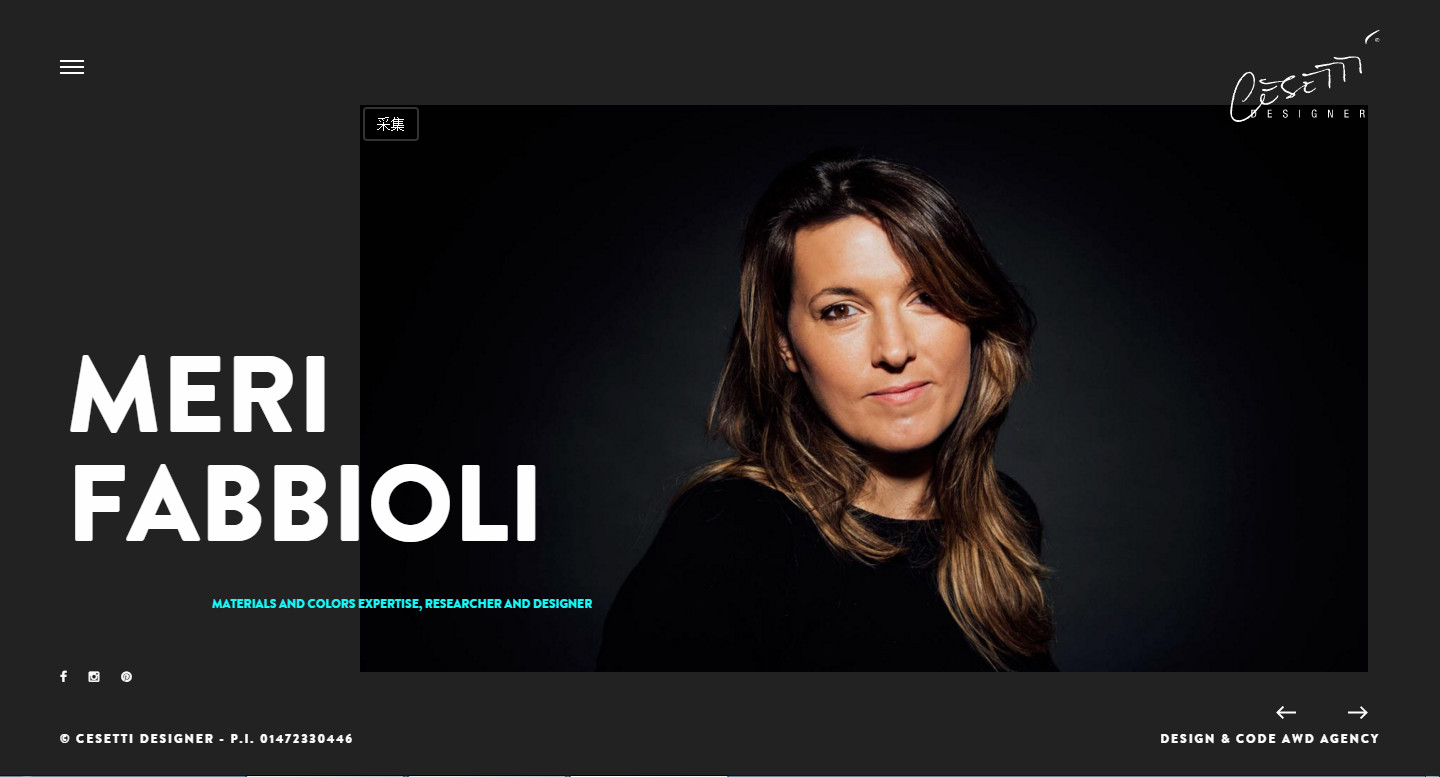 Cesetti
DESIGNER
采集
MERI
FABBIOLI
MATERIALS AND COLORS EXPERTISE, RESEARCHER AND DESIGNER
© CESETTI DESIGNER - P.I. 01472330446
DESIGN & CODE AWD AGENCY